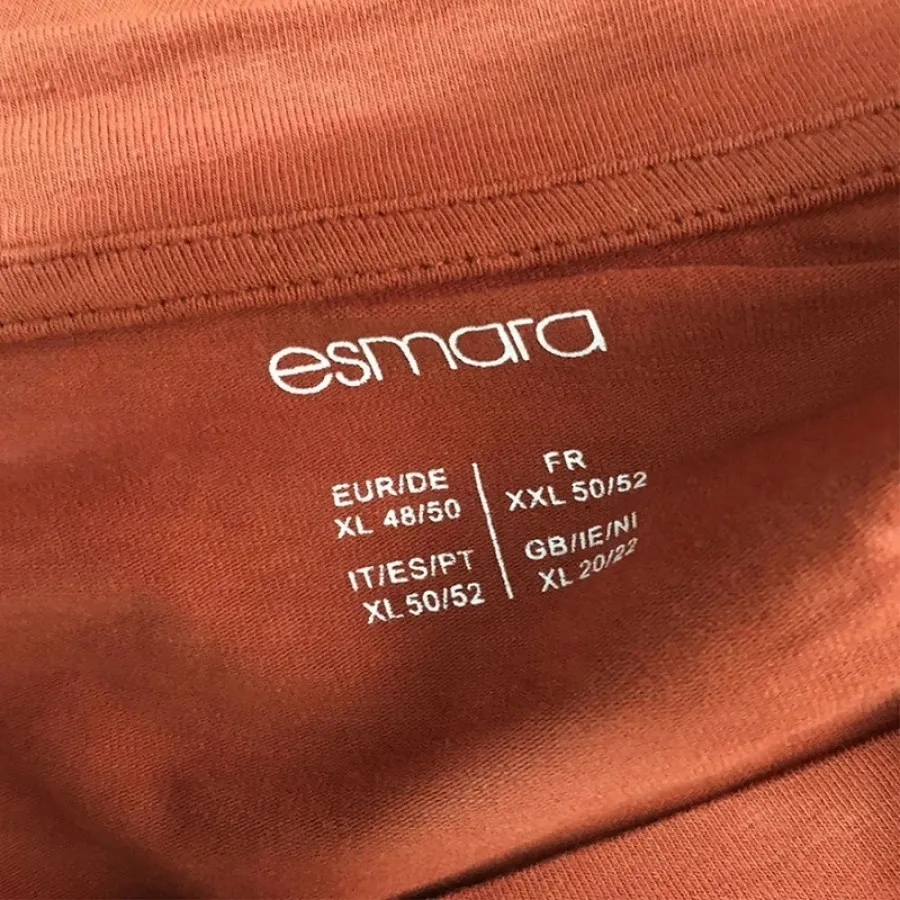 esmara
EUR/DE
XL 48/50
FR
XXL 50/52
IT/ES/PT
XL 50/52
GB/IE/NI
XL 20/22